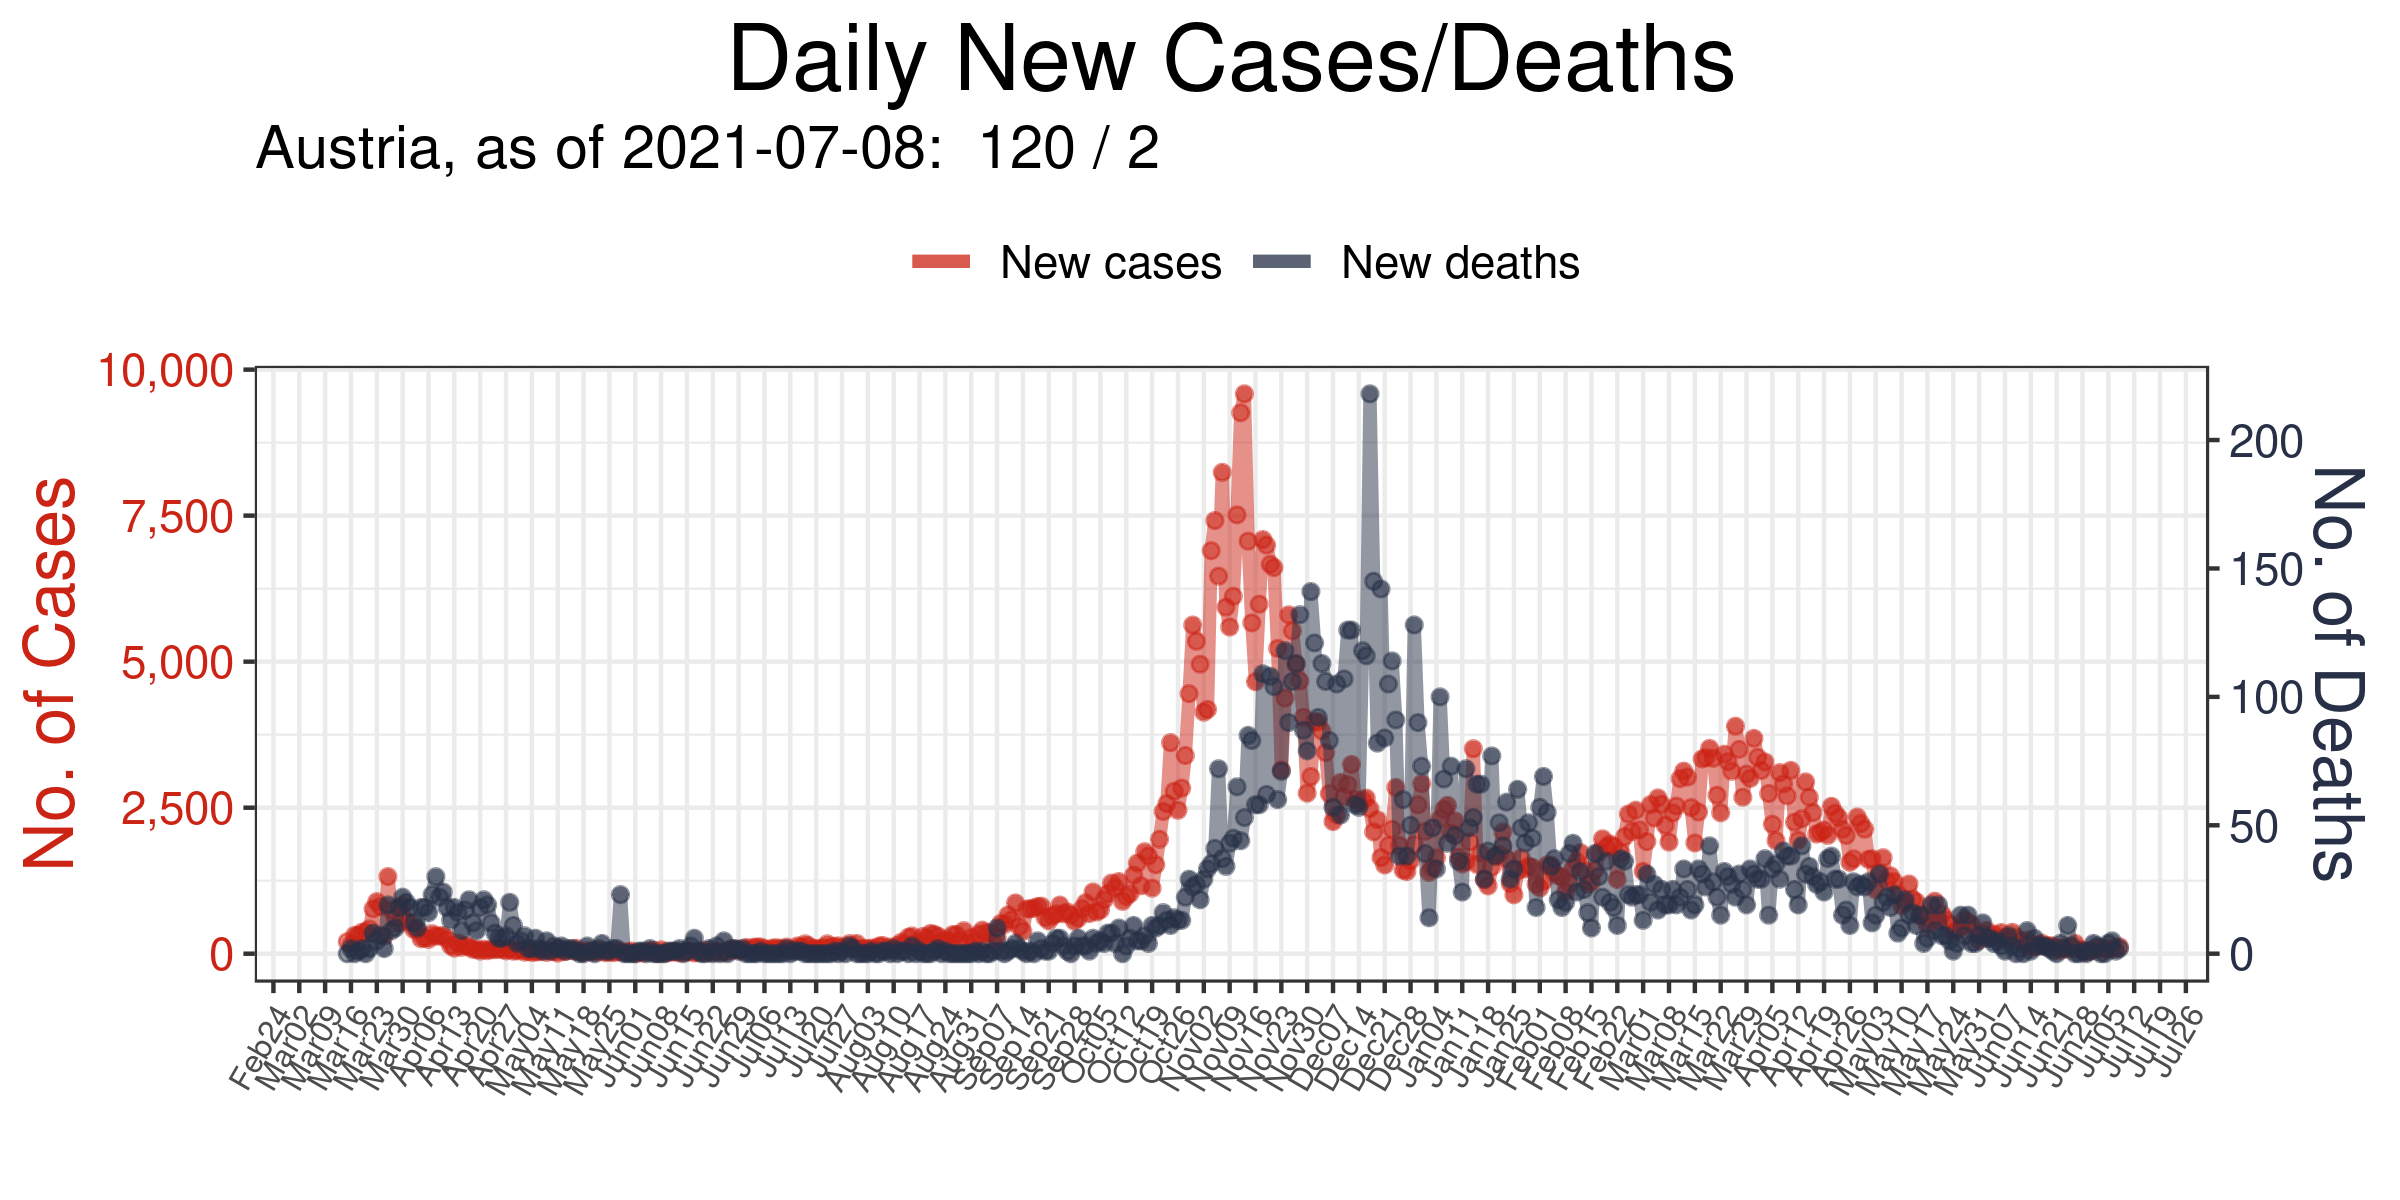 Daily New Cases/Deaths
Austria, as of 2021-07-08:  120 / 2
New cases
New deaths
No. of Cases
10,000
7,500
5,000
2,500
0
No. of Deaths
200
150
100
50
0
Feb24 Mar02 Mar09 Mar16 Mar23 Mar30 Apr06 Apr13 Apr20 Apr27 May04 May11 May18 May25 Jun01 Jun08 Jun15 Jun22 Jun29 Jul06 Jul13 Jul20 Jul27 Aug03 Aug10 Aug17 Aug24 Aug31 Sep07 Sep14 Sep21 Sep28 Oct05 Oct12 Oct19 Oct26 Nov02 Nov09 Nov16 Nov23 Nov30 Dec07 Dec14 Dec21 Dec28 Jan04 Jan11 Jan18 Jan25 Feb01 Feb08 Feb15 Feb22 Mar01 Mar08 Mar15 Mar22 Mar29 Apr05 Apr12 Apr19 Apr26 May03 May10 May17 May24 May31 Jun07 Jun14 Jun21 Jun28 Jul05 Jul12 Jul19 Jul26